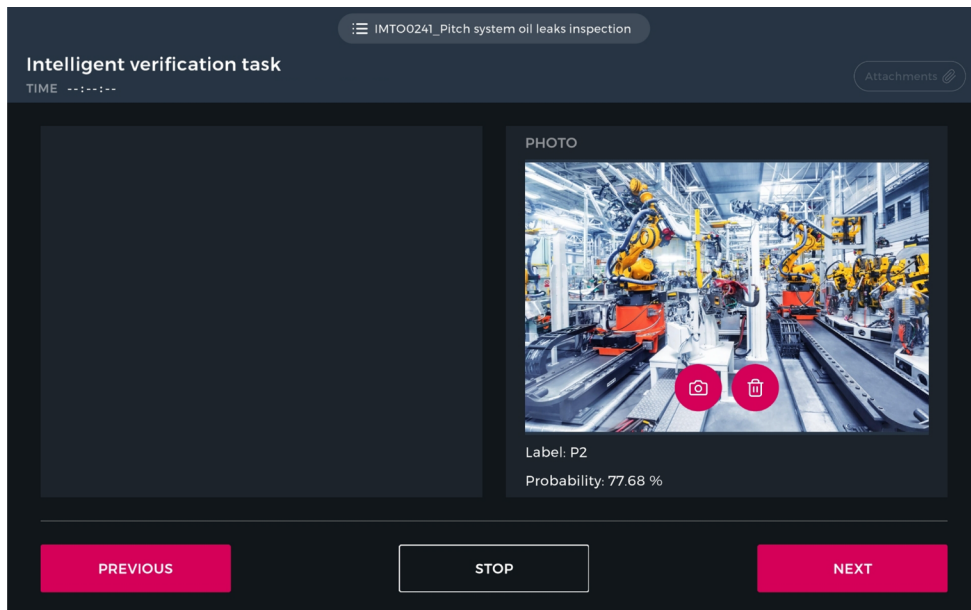 IMTO0241_Pitch system oil leaks inspection
Intelligent verification task
TIME --:--:--
Attachments
PHOTO
Label: P2
Probability: 77.68 %
PREVIOUS
STOP
NEXT